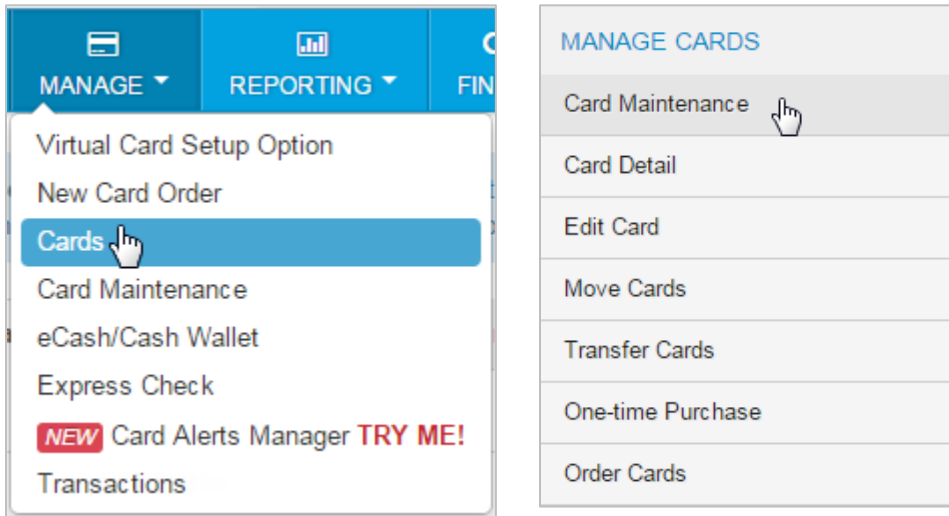 MANAGE
REPORTING
FIN
Virtual Card Setup Option
New Card Order
Cards
Card Maintenance
eCash/Cash Wallet
Express Check
NEW Card Alerts Manager TRY ME!
Transactions
MANAGE CARDS
Card Maintenance
Card Detail
Edit Card
Move Cards
Transfer Cards
One-time Purchase
Order Cards